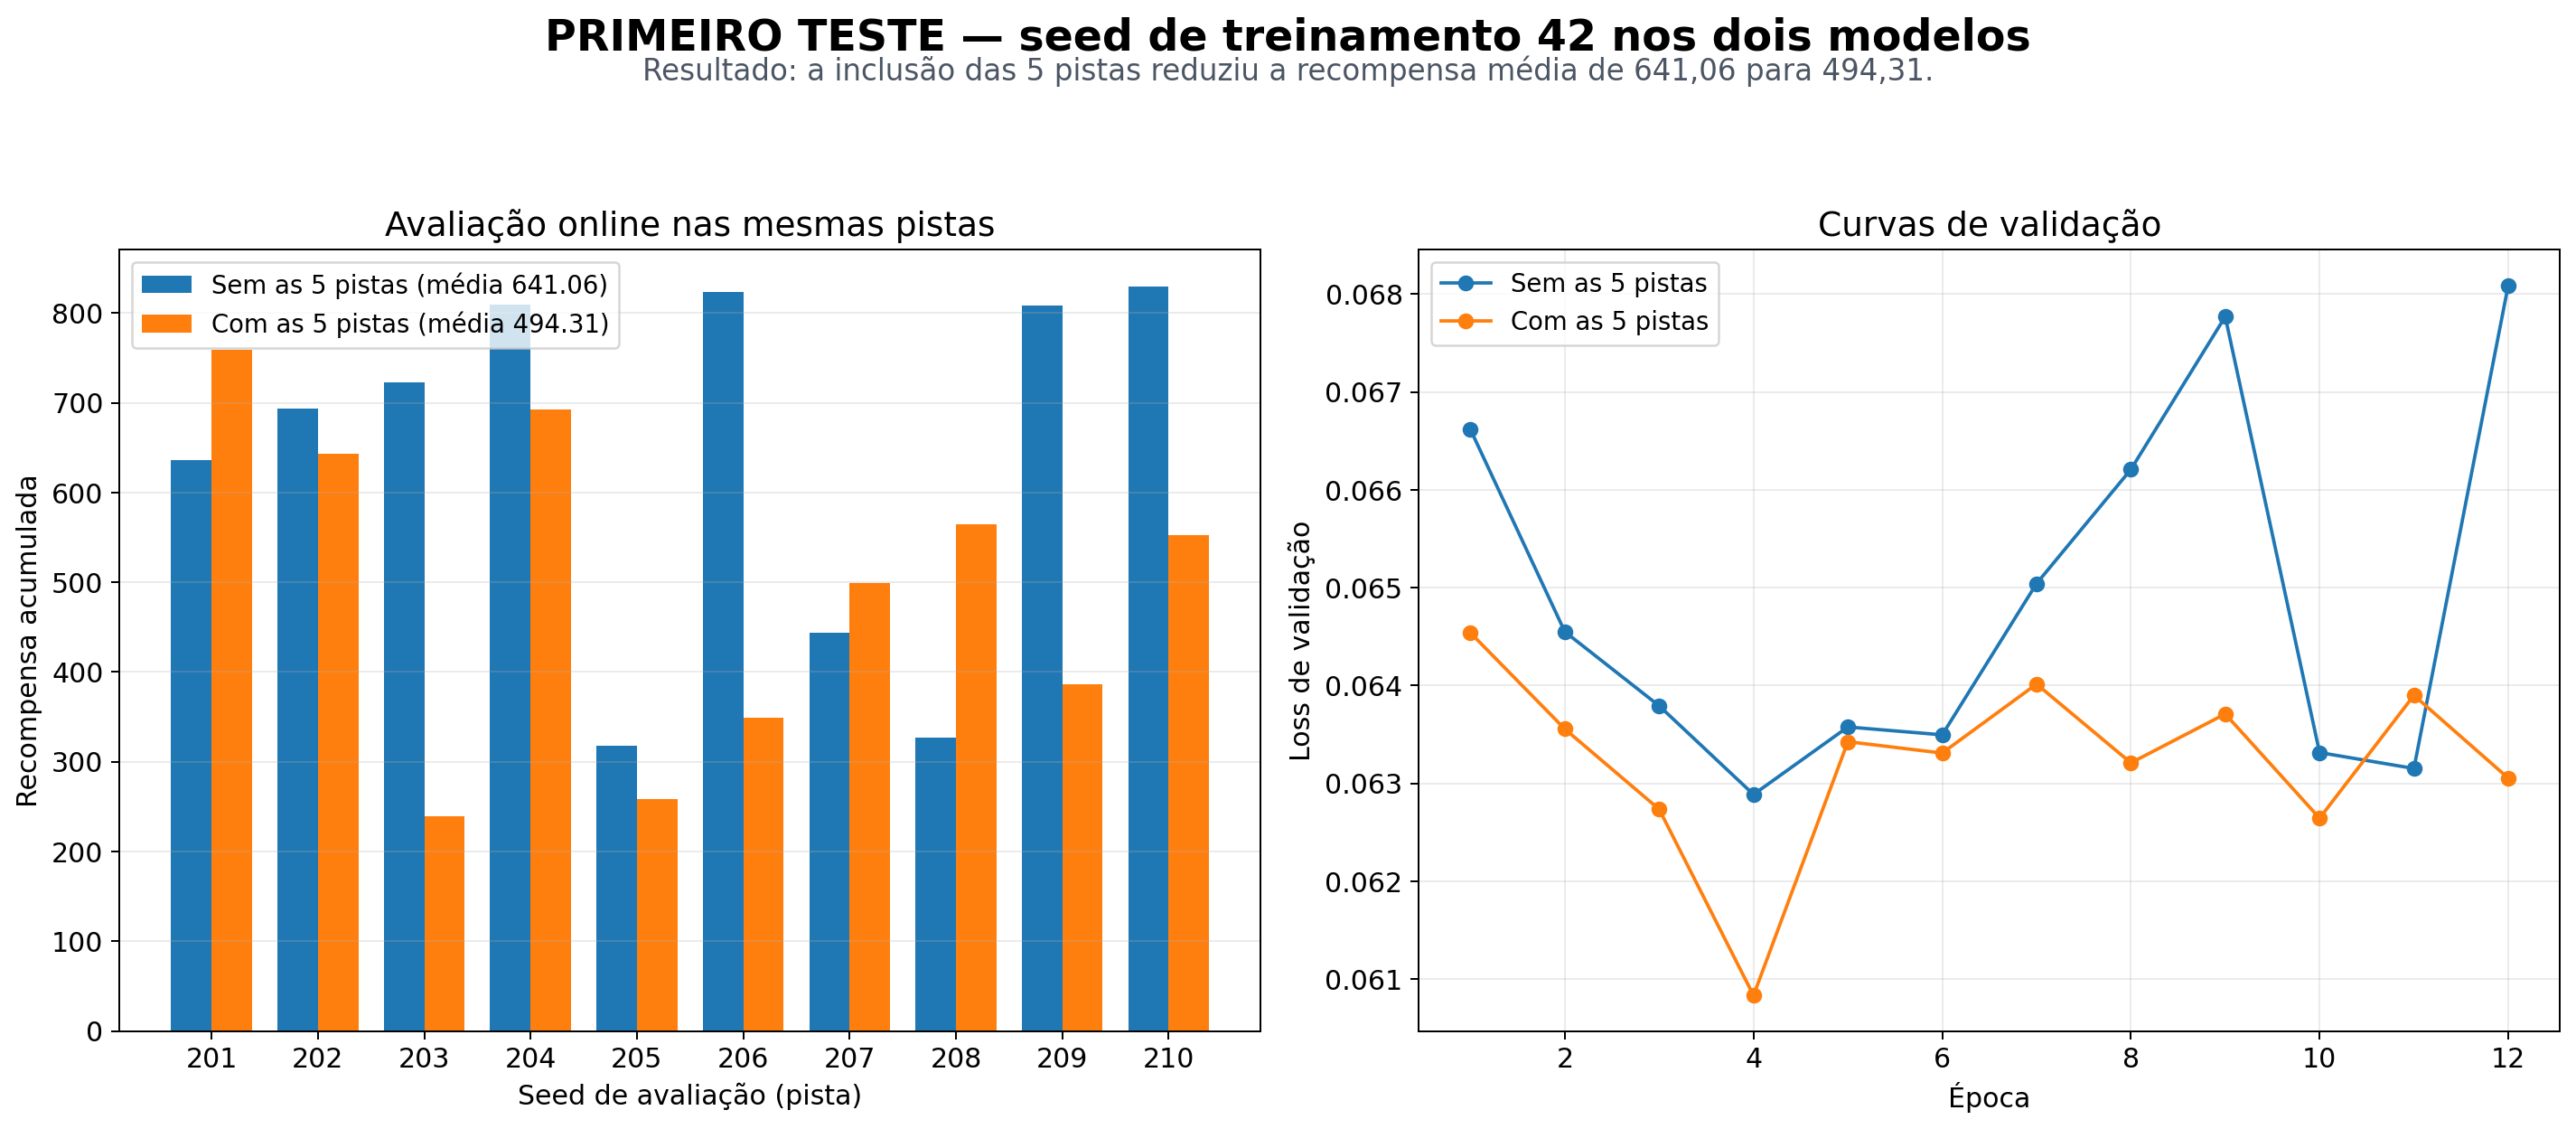 PRIMEIRO TESTE — seed de treinamento 42 nos dois modelos
Resultado: a inclusão das 5 pistas reduziu a recompensa média de 641,06 para 494,31.
Avaliação online nas mesmas pistas
Sem as 5 pistas (média 641.06)
Com as 5 pistas (média 494.31)
Recompensa acumulada
800
700
600
500
400
300
200
100
0
201 202 203 204 205 206 207 208 209 210
Seed de avaliação (pista)
Curvas de validação
Sem as 5 pistas
Com as 5 pistas
Loss de validação
0.068
0.067
0.066
0.065
0.064
0.063
0.062
0.061
2 4 6 8 10 12
Época